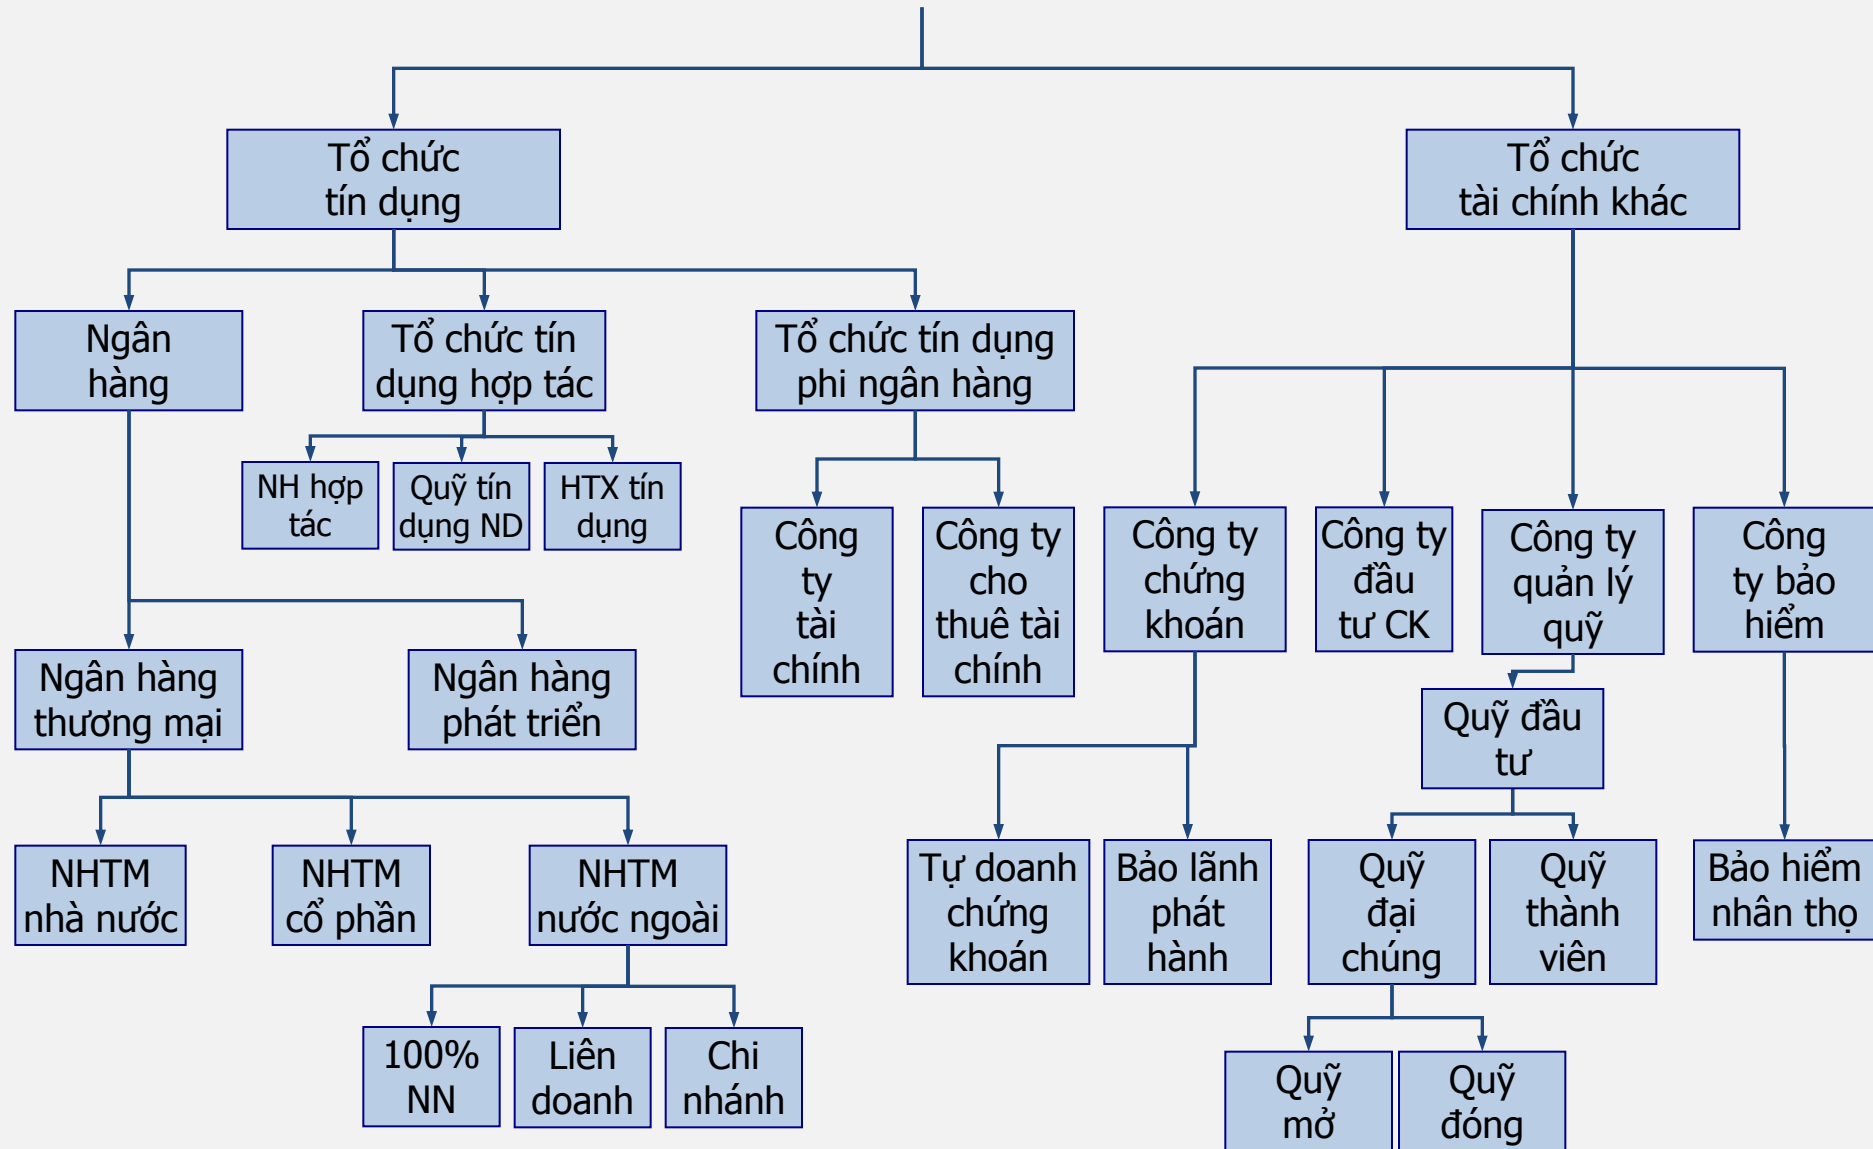 Tổ chức
tín dụng
Tổ chức
tài chính khác
Ngân
hàng
Tổ chức tín
dụng hợp tác
Tổ chức tín dụng
phi ngân hàng
NH hợp
tác
Quỹ tín
dụng ND
HTX tín
dụng
Công
ty
tài
chính
Công ty
cho
thuê tài
chính
Công ty
chứng
khoán
Công ty
đầu
tư CK
Công ty
quản lý
quỹ
Công
ty bảo
hiểm
Ngân hàng
thương mại
Ngân hàng
phát triển
Quỹ đầu
tư
NHTM
nhà nước
NHTM
cổ phần
NHTM
nước ngoài
Tự doanh
chứng
khoán
Bảo lãnh
phát
hành
Quỹ
đại
chúng
Quỹ
thành
viên
Bảo hiểm
nhân thọ
100%
NN
Liên
doanh
Chi
nhánh
Quỹ
mở
Quỹ
đóng